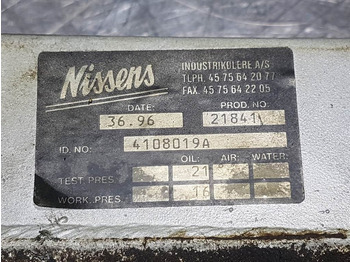 Nissens
INDUSTRIKØLERE A/S
TLPH. 45 75 64 20 77
FAX. 45 75 64 22 05
DATE: PROD. NO:
36.96 21841
ID. NO: 4108019A
OIL: AIR: WATER:
TEST PRES 21
WORK. PRES 16